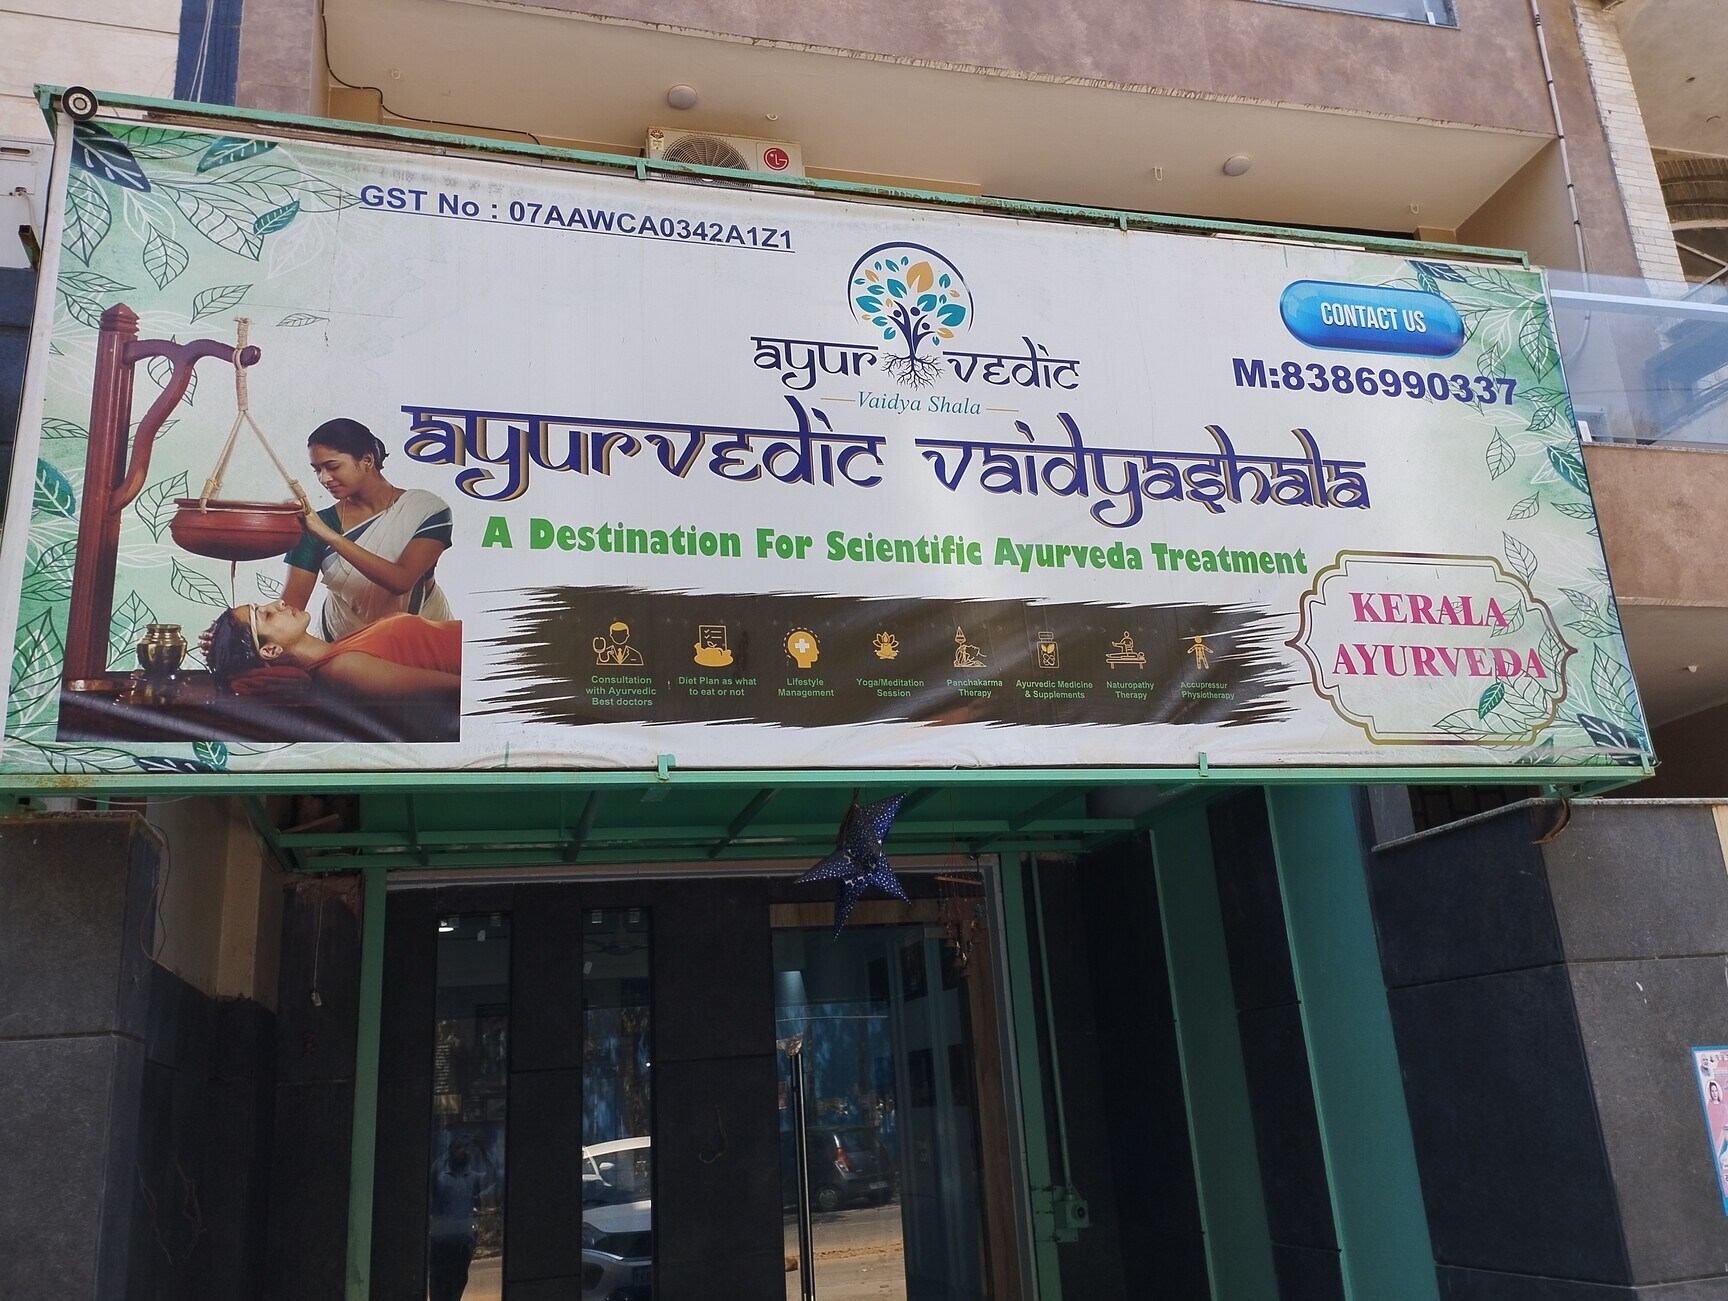 GST No : 07AAWCA0342A1Z1
LG
ayur vedic
Vaidya Shala
CONTACT US
M:8386990337
ayurvedic vaidyashala
A Destination For Scientific Ayurveda Treatment
KERALA
AYURVEDA
Consultation
with Ayurvedic
Best doctors
Diet Plan as what
to eat or not
Lifestyle
Management
Yoga/Meditation
Session
Panchakarma
Therapy
Ayurvedic Medicine
& Supplements
Naturopathy
Therapy
Accupressur
Physiotherapy